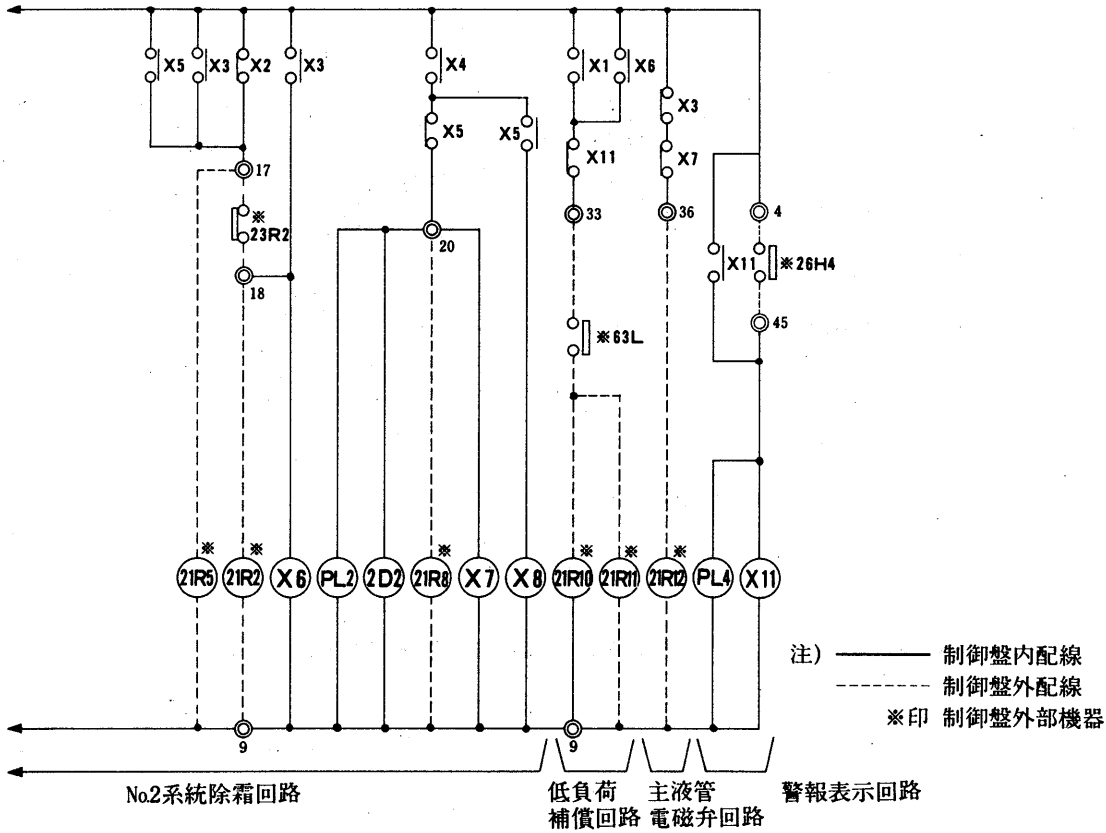 X5
X3
X2
X3
X4
X1
X6
X3
X5
X5
X11
X7
17
※
23R2
33
36
4
20
X11
※26H4
18
※63L
45
※
※
※
※
※
※
21R5
21R2
X6
PL2
2D2
21R8
X7
X8
21R10
21R11
21R12
PL4
X11
注) 制御盤内配線
制御盤外配線
※印 制御盤外部機器
9
9
No.2系統除霜回路
低負荷
補償回路
主液管
電磁弁回路
警報表示回路